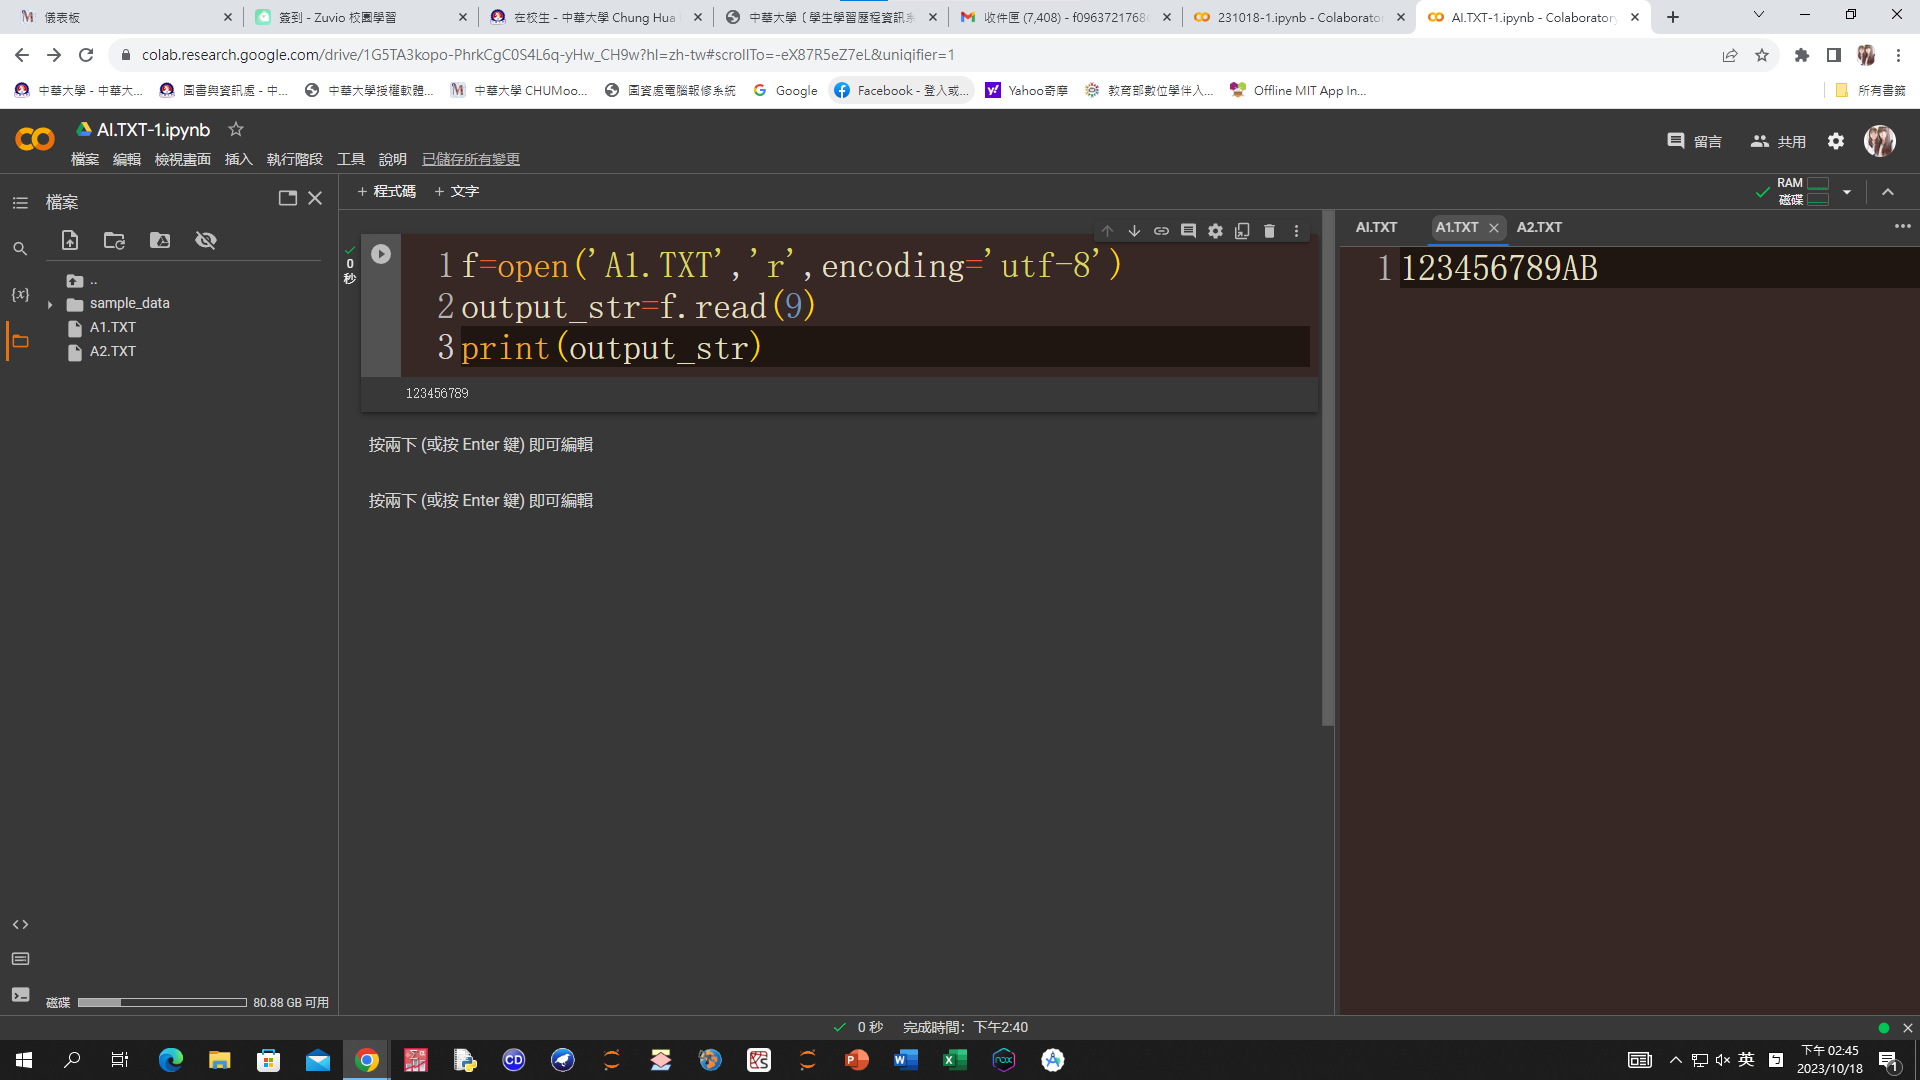 儀表板
簽到 - Zuvio 校園學習
在校生 - 中華大學 Chung Hua
中華大學〔學生學習歷程資訊系
收件匣 (7,408) - f0963721768
231018-1.ipynb - Colaborato
AI.TXT-1.ipynb - Colaboratory
colab.research.google.com/drive/1G5TA3kopo-PhrkCgC0S4L6q-yHw_CH9w?hl=zh-tw#scrollTo=-eX87R5eZ7eL&uniqifier=1
中華大學 - 中華大...
圖書與資訊處 - 中...
中華大學授權軟體...
中華大學 CHUMoo...
圖資處電腦報修系統
Google
Facebook - 登入或...
Yahoo奇摩
教育部數位學伴入...
Offline MIT App In...
所有書籤
AI.TXT-1.ipynb
檔案 編輯 檢視畫面 插入 執行階段 工具 說明 已儲存所有變更
留言
共用
檔案
+ 程式碼 + 文字
RAM
磁碟
..
sample_data
A1.TXT
A2.TXT
0
秒
1 f=open('A1.TXT','r',encoding='utf-8')
2 output_str=f.read(9)
3 print(output_str)
123456789
按兩下 (或按 Enter 鍵) 即可編輯
按兩下 (或按 Enter 鍵) 即可編輯
AI.TXT A1.TXT A2.TXT
1 123456789AB
磁碟 80.88 GB 可用
0 秒 完成時間: 下午2:40
英
下午 02:45
2023/10/18
1